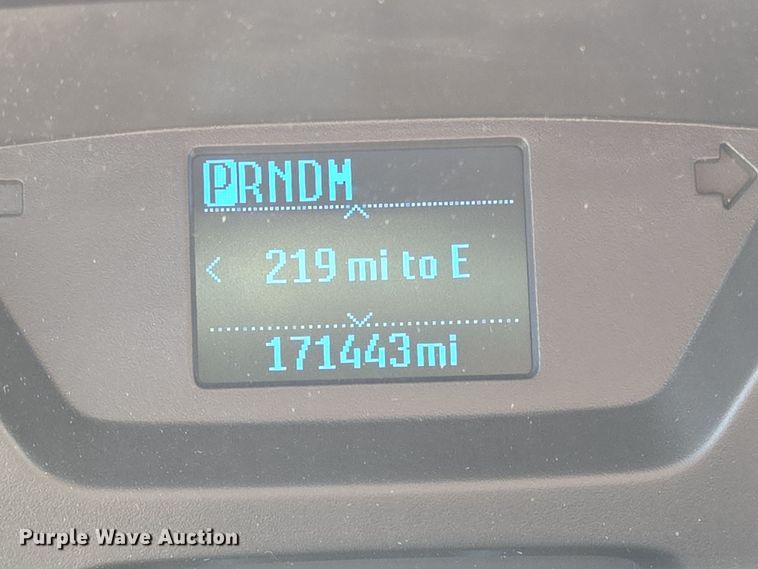 PRNDM
219 mi to E
171443mi
Purple Wave Auction